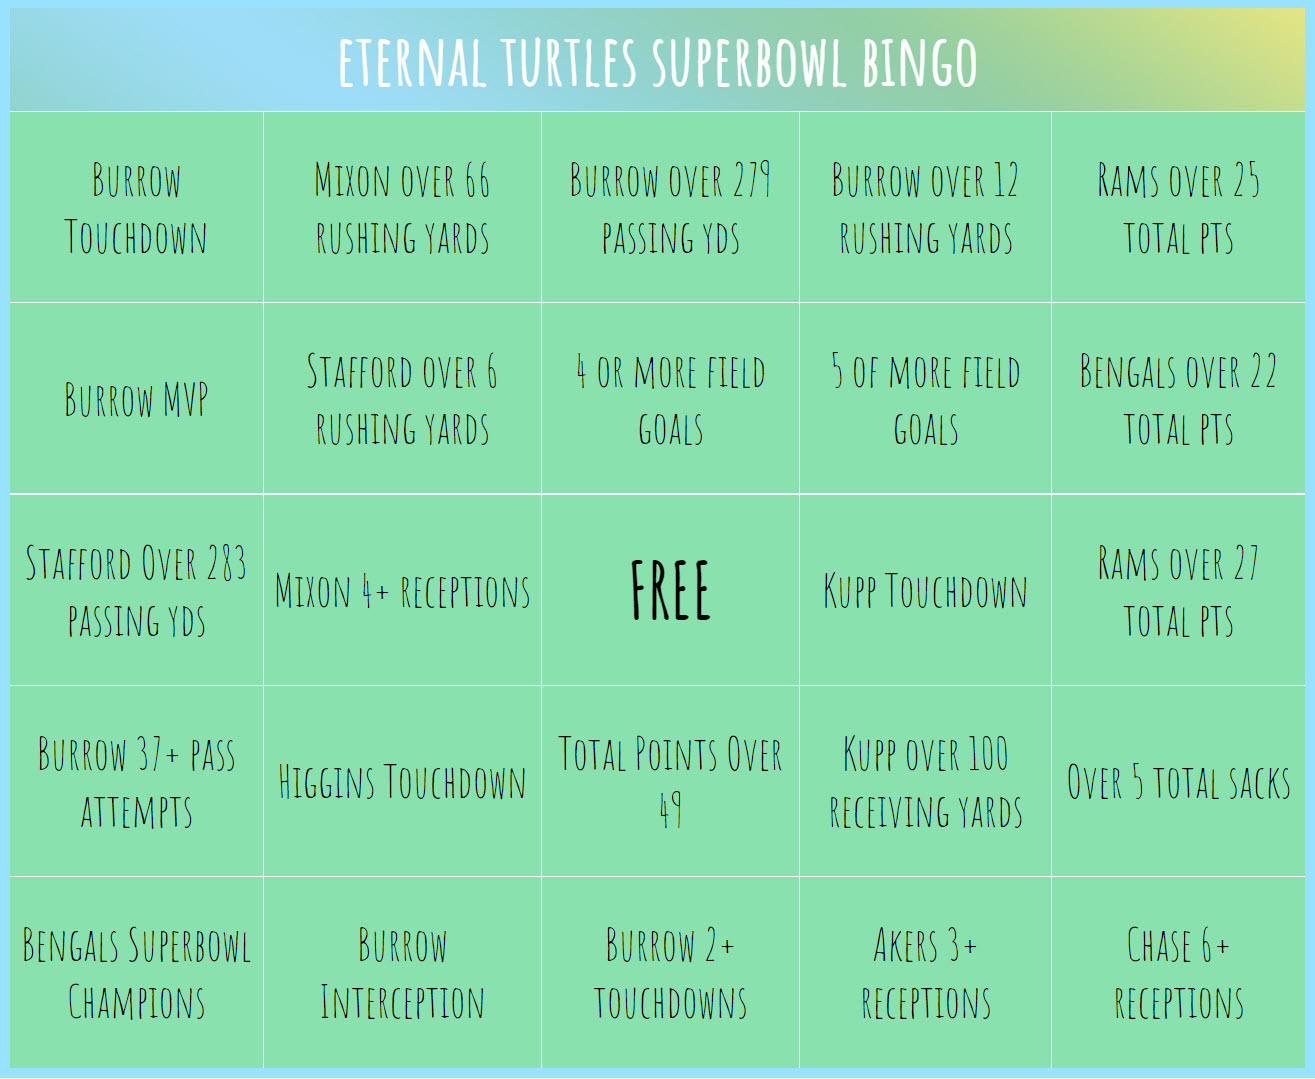 ETERNAL TURTLES SUPERBOWL BINGO
BURROW
TOUCHDOWN
MIXON OVER 66
RUSHING YARDS
BURROW OVER 279
PASSING YDS
BURROW OVER 12
RUSHING YARDS
RAMS OVER 25
TOTAL PTS
BURROW MVP
STAFFORD OVER 6
RUSHING YARDS
4 OR MORE FIELD
GOALS
5 OF MORE FIELD
GOALS
BENGALS OVER 22
TOTAL PTS
STAFFORD OVER 283
PASSING YDS
MIXON 4+ RECEPTIONS
FREE
KUPP TOUCHDOWN
RAMS OVER 27
TOTAL PTS
BURROW 37+ PASS
ATTEMPTS
HIGGINS TOUCHDOWN
TOTAL POINTS OVER
49
KUPP OVER 100
RECEIVING YARDS
OVER 5 TOTAL SACKS
BENGALS SUPERBOWL
CHAMPIONS
BURROW
INTERCEPTION
BURROW 2+
TOUCHDOWNS
AKERS 3+
RECEPTIONS
CHASE 6+
RECEPTIONS